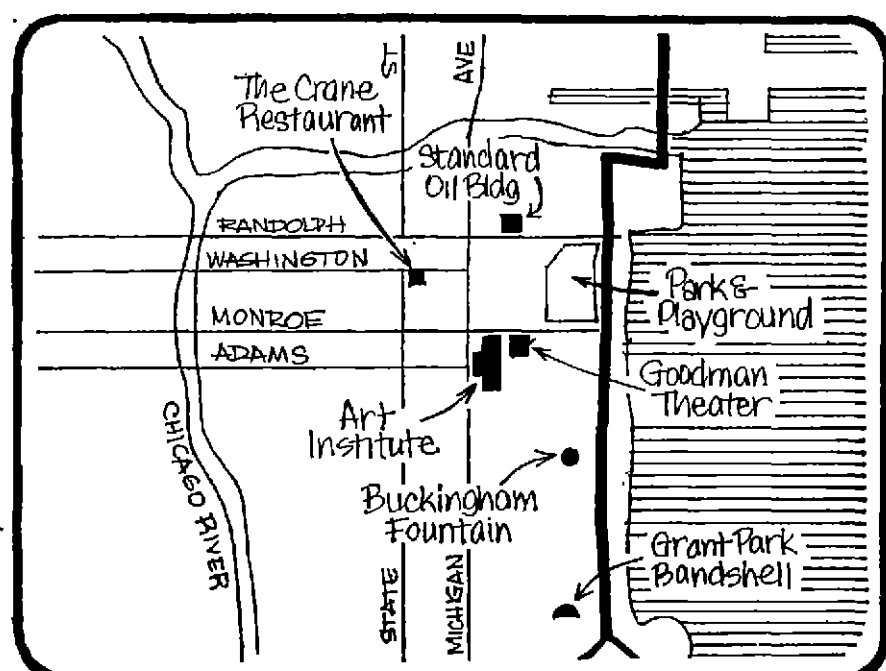 ST
AVE
The Crane
Restaurant
Standard
Oil Bldg
RANDOLPH
WASHINGTON
Park &
Playground
MONROE
ADAMS
Goodman
Theater
Art
Institute
CHICAGO RIVER
Buckingham
Fountain
Grant Park
Bandshell
STATE
MICHIGAN